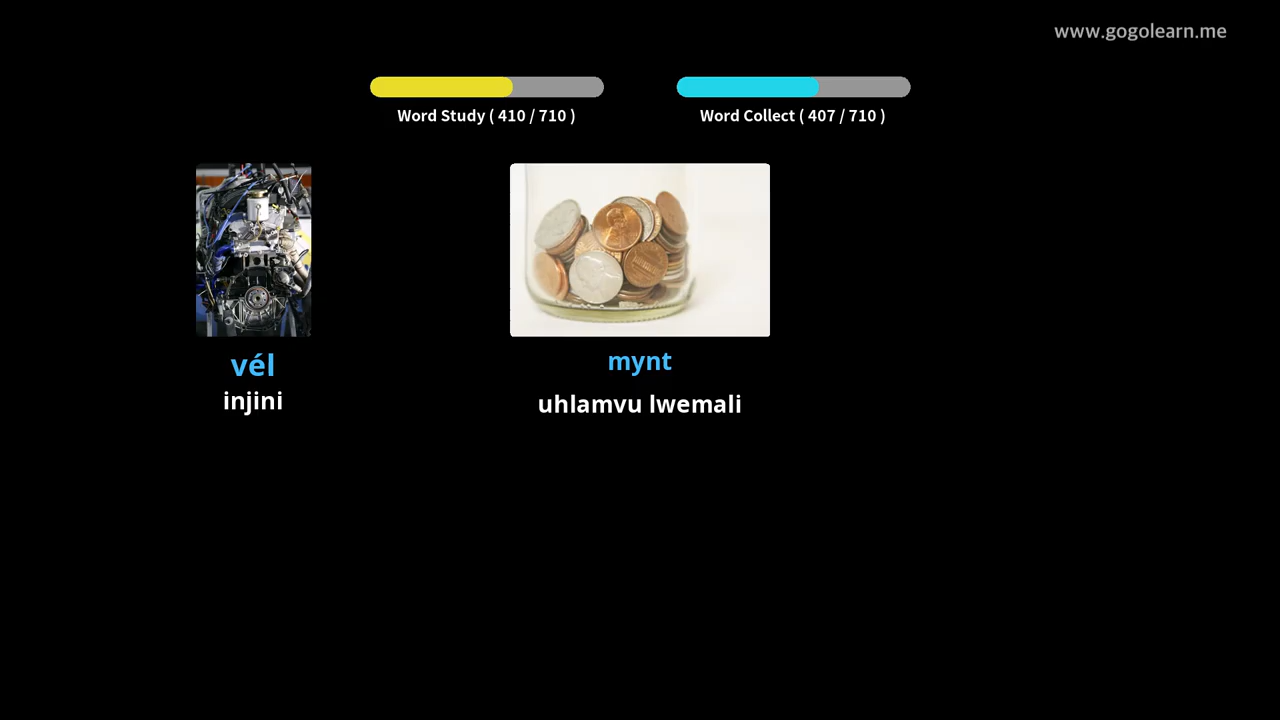 www.gogolearn.me
Word Study ( 410 / 710 )
Word Collect ( 407 / 710 )
vél
injini
mynt
uhlamvu lwemali